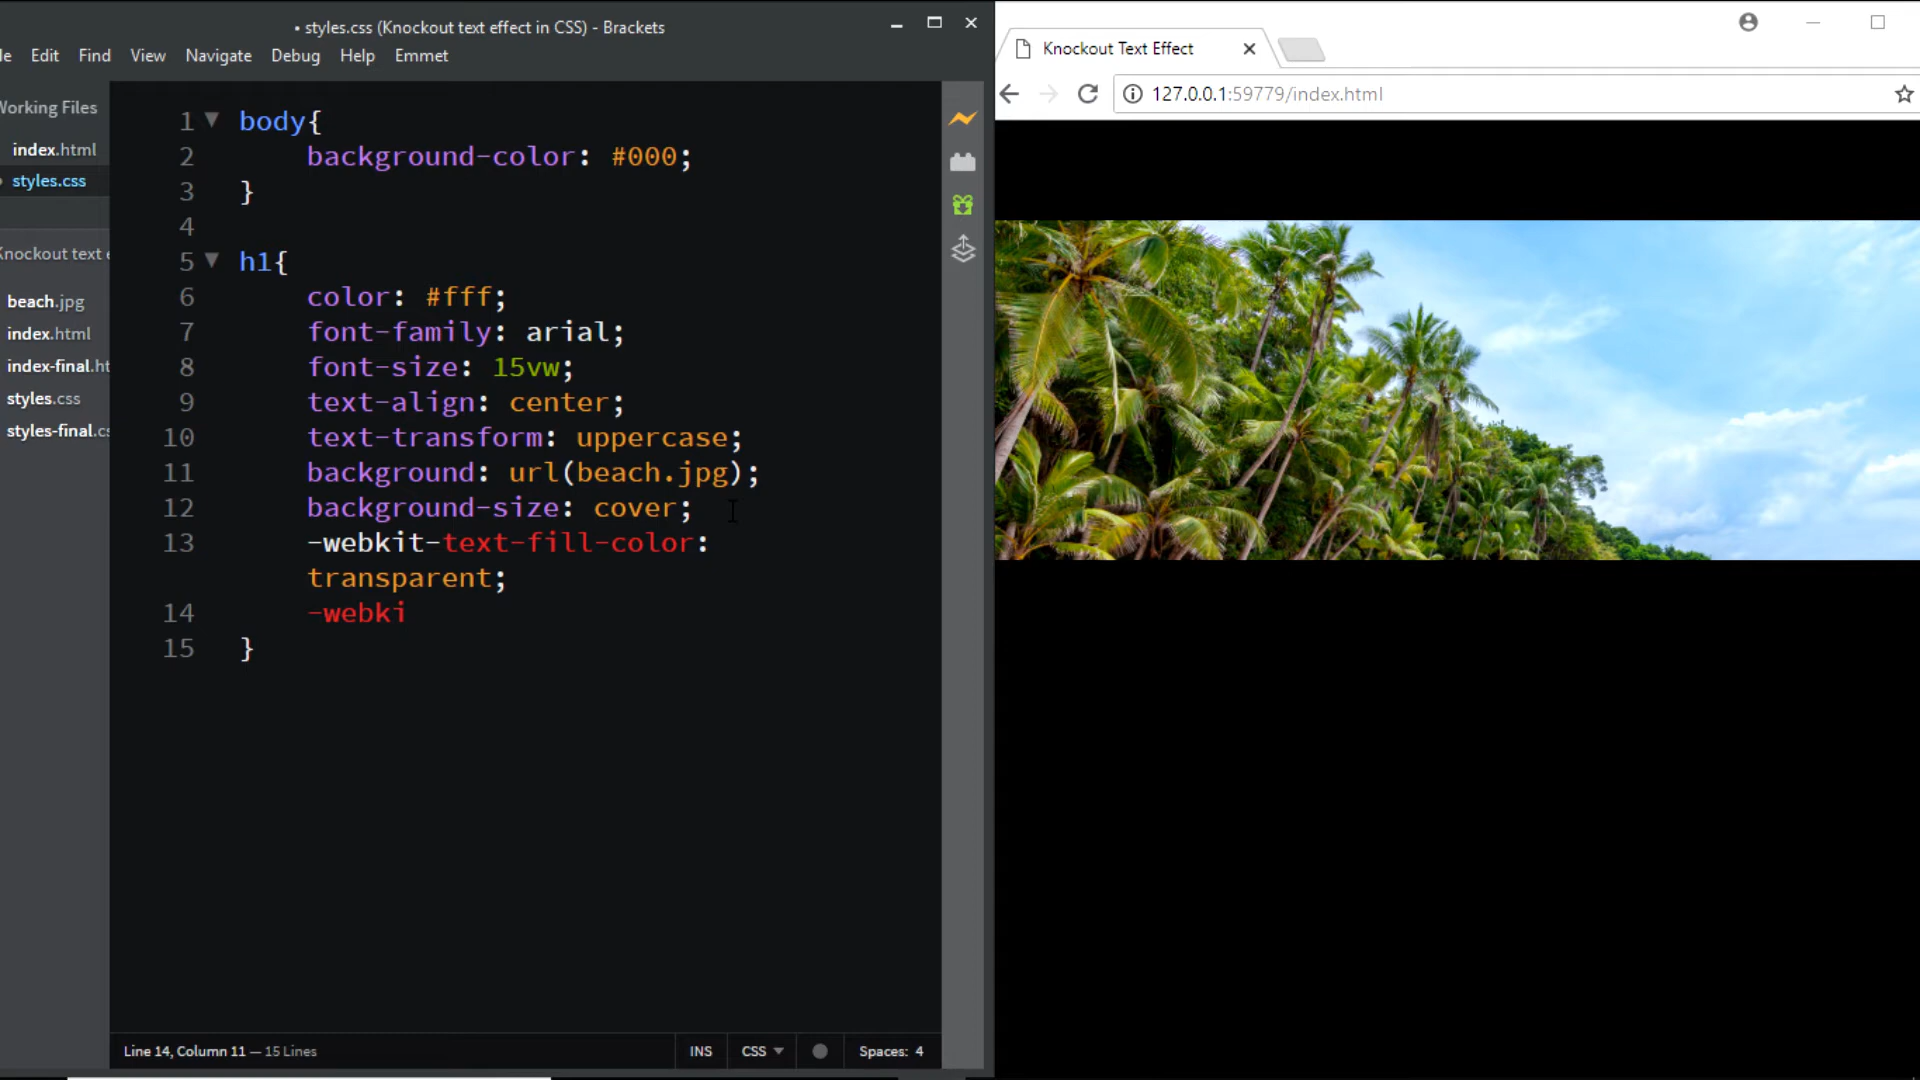 • styles.css (Knockout text effect in CSS) - Brackets
le Edit Find View Navigate Debug Help Emmet
Working Files
index.html
styles.css
Knockout text e
beach.jpg
index.html
index-final.ht
styles.css
styles-final.cs
1 body{
2 background-color: #000;
3 }
4
5 h1{
6 color: #fff;
7 font-family: arial;
8 font-size: 15vw;
9 text-align: center;
10 text-transform: uppercase;
11 background: url(beach.jpg);
12 background-size: cover;
13 -webkit-text-fill-color:
transparent;
14 -webki
15 }
Line 14, Column 11 — 15 Lines
INS CSS Spaces: 4
Knockout Text Effect
127.0.0.1:59779/index.html